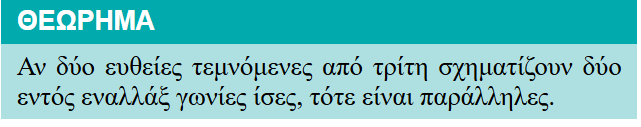 ΘΕΩΡΗΜΑ
Αν δύο ευθείες τεμνόμενες από τρίτη σχηματίζουν δύο
εντός εναλλάξ γωνίες ίσες, τότε είναι παράλληλες.